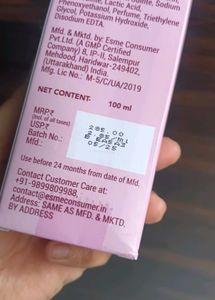 Lactic Acid,
Glycol, Potassium Hydroxide,
Disodium EDTA.
Mfd. & Mktd. by: Esme Consumer
Pvt.Ltd. (A GMP Certified
Company) 8, IP-II, Salempur
Mehdood, Haridwar-249402,
(Uttarakhand) India.
Mfg. Lic No.: M-5/C/UA/2019
NET CONTENT: 100 ml
MRP₹
(Incl. of all taxes)
USP:
Batch No.:
Mfd.:
05/25
Use before 24 months from date of Mfd.
Contact Customer Care at:
+91-9899809988,
contact@esmeconsumer.in
Address: SAME AS MFD. & MKTD.
BY ADDRESS